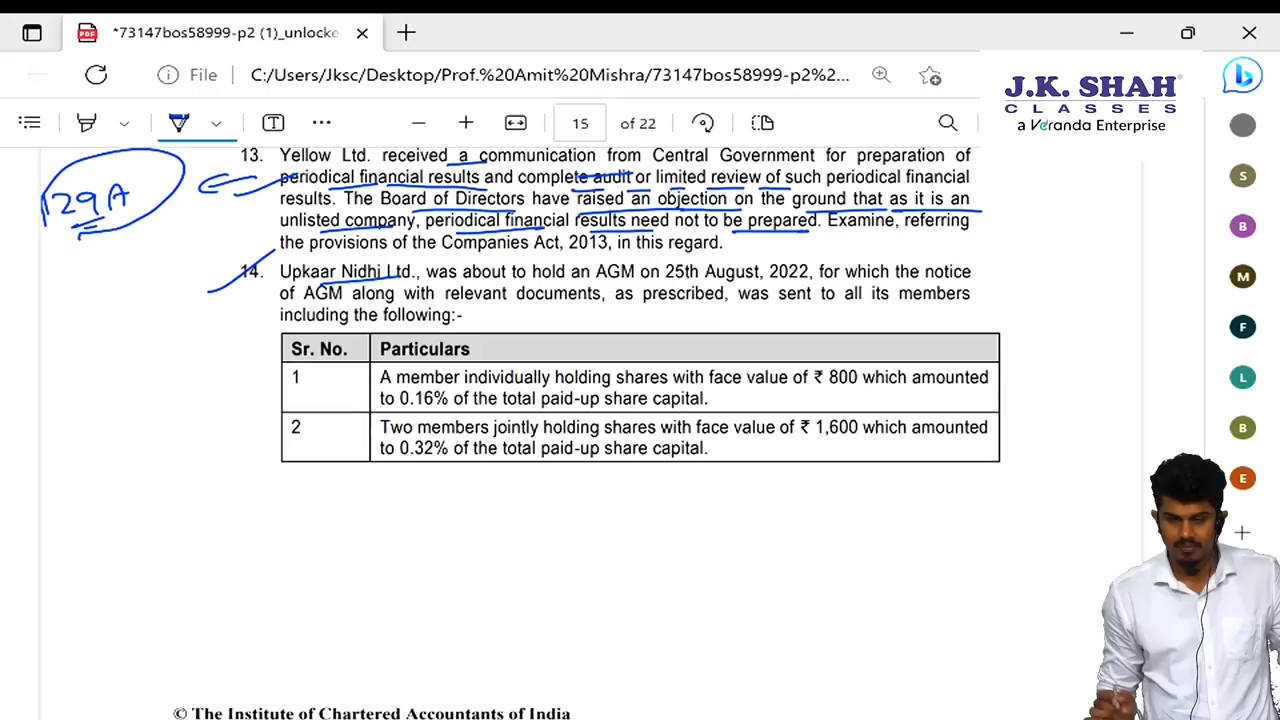 *73147bos58999-p2 (1)_unlocke
File
C:/Users/Jksc/Desktop/Prof.%20Amit%20Mishra/73147bos58999-p2%2...
J.K. SHAH
CLASSES
a Veranda Enterprise
15 of 22
129A
13. Yellow Ltd. received a communication from Central Government for preparation of
periodical financial results and complete audit or limited review of such periodical financial
results. The Board of Directors have raised an objection on the ground that as it is an
unlisted company, periodical financial results need not to be prepared. Examine, referring
the provisions of the Companies Act, 2013, in this regard.
14. Upkaar Nidhi Ltd., was about to hold an AGM on 25th August, 2022, for which the notice
of AGM along with relevant documents, as prescribed, was sent to all its members
including the following:-
Sr. No. Particulars
1 A member individually holding shares with face value of ₹ 800 which amounted
to 0.16% of the total paid-up share capital.
2 Two members jointly holding shares with face value of ₹ 1,600 which amounted
to 0.32% of the total paid-up share capital.
© The Institute of Chartered Accountants of India
S
B
M
F
L
B
E